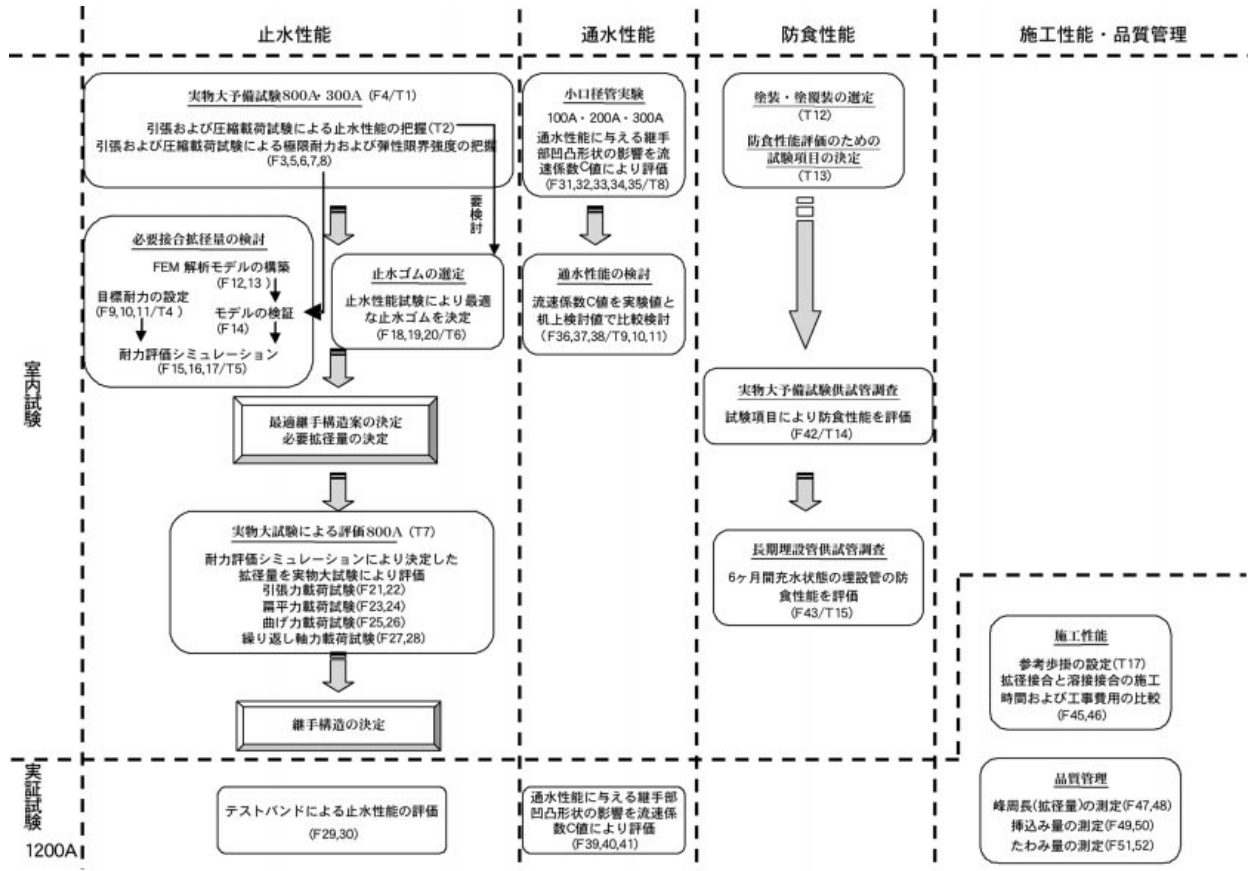 止水性能
通水性能
防食性能
施工性能・品質管理
室内試験
実物大予備試験800A・300A (F4/T1)
引張および圧縮載荷試験による止水性能の把握(T2)
引張および圧縮載荷試験による極限耐力および弾性限界強度の把握
(F3,5,6,7,8)
要検討
必要接合拡径量の検討
FEM 解析モデルの構築
(F12,13 )
目標耐力の設定
(F9,10,11/T4 )
モデルの検証
(F14)
耐力評価シミュレーション
(F15,16,17/T5)
止水ゴムの選定
止水性能試験により最適
な止水ゴムを決定
(F18,19,20/T6)
最適継手構造案の決定
必要拡径量の決定
実物大試験による評価800A (T7)
耐力評価シミュレーションにより決定した
拡径量を実物大試験により評価
引張力載荷試験(F21,22)
扁平力載荷試験(F23,24)
曲げ力載荷試験(F25,26)
繰り返し軸力載荷試験(F27,28)
継手構造の決定
小口径管実験
100A・200A・300A
通水性能に与える継手
部凹凸形状の影響を流
速係数C値により評価
(F31,32,33,34,35/T8)
通水性能の検討
流速係数C値を実験値と
机上検討値で比較検討
(F36,37,38/T9,10,11)
塗装・塗覆装の選定
(T12)
防食性能評価のための
試験項目の決定
(T13)
実物大予備試験供試管調査
試験項目により防食性能を評価
(F42/T14)
長期埋設管供試管調査
6ヶ月間充水状態の埋設管の防
食性能を評価
(F43/T15)
施工性能
参考歩掛の設定(T17)
拡径接合と溶接接合の施工
時間および工事費用の比較
(F45,46)
実証試験
1200A
テストバンドによる止水性能の評価
(F29,30)
通水性能に与える継手部
凹凸形状の影響を流速係
数C値により評価
(F39,40,41)
品質管理
峰周長(拡径量)の測定(F47,48)
挿込み量の測定(F49,50)
たわみ量の測定(F51,52)